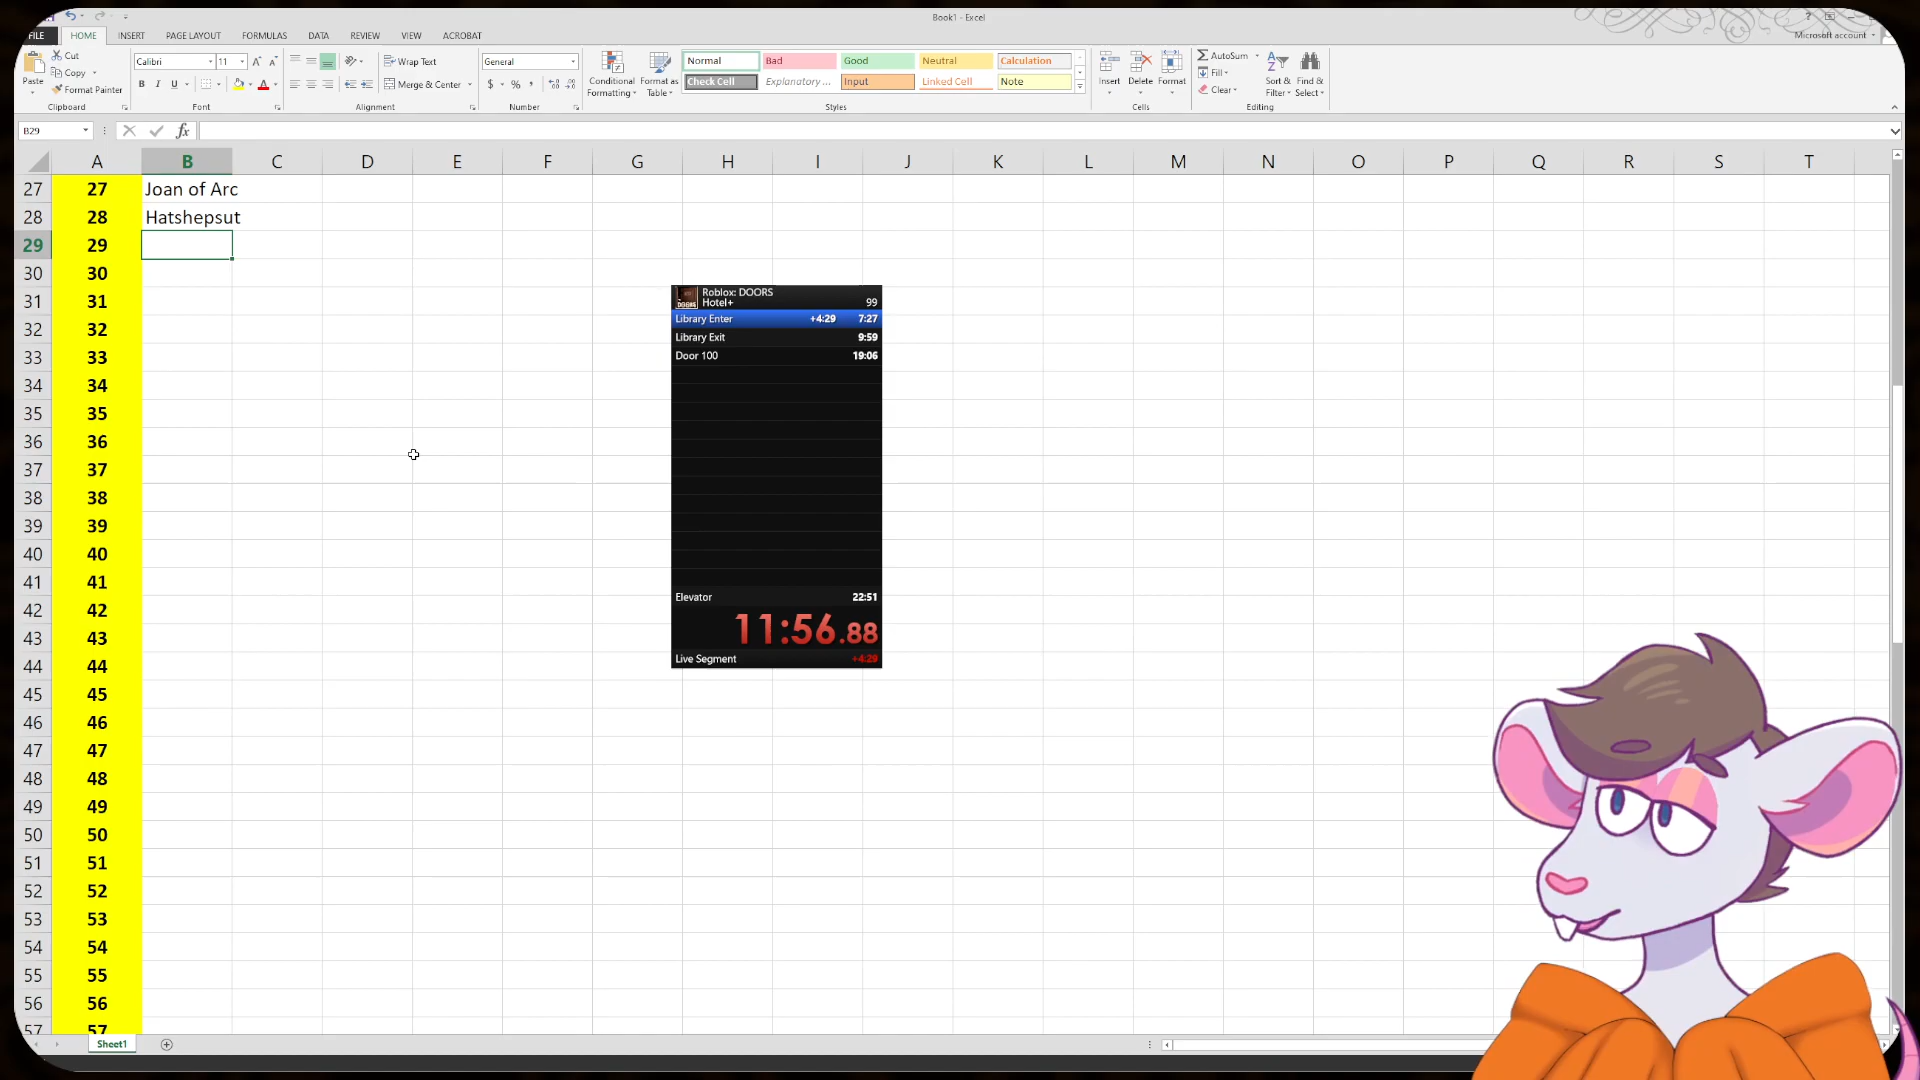 Book1 - Excel
Microsoft account
FILE HOME INSERT PAGE LAYOUT FORMULAS DATA REVIEW VIEW ACROBAT
Paste Cut Copy Format Painter Clipboard
Calibri 11 B I U A Font
Wrap Text Merge & Center Alignment
General $ % , Number
Conditional Formatting Format as Table
Normal Bad Good Neutral Calculation
Check Cell Explanatory ... Input Linked Cell Note
Styles
Insert Delete Format Cells
AutoSum Fill Clear Sort & Filter Find & Select Editing
B29 fx
A B C D E F G H I J K L M N O P Q R S T
27 27 Joan of Arc
28 28 Hatshepsut
29 29
30 30
31 31
32 32
33 33
34 34
35 35
36 36
37 37
38 38
39 39
40 40
41 41
42 42
43 43
44 44
45 45
46 46
47 47
48 48
49 49
50 50
51 51
52 52
53 53
54 54
55 55
56 56
57 57
Roblox: DOORS
Hotel+ 99
Library Enter +4:29 7:27
Library Exit 9:59
Door 100 19:06
Elevator 22:51
11:56.88
Live Segment +4:29
Sheet1